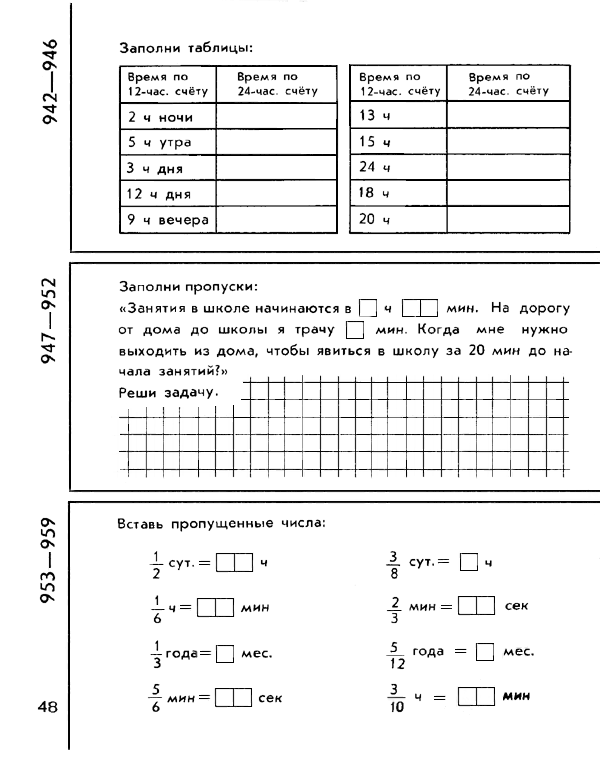 942—946
Заполни таблицы:
Время по 12-час. счёту Время по 24-час. счёту
2 ч ночи
5 ч утра
3 ч дня
12 ч дня
9 ч вечера
Время по 12-час. счёту Время по 24-час. счёту
13 ч
15 ч
24 ч
18 ч
20 ч
947—952
Заполни пропуски:
«Занятия в школе начинаются в □ ч □□ мин. На дорогу
от дома до школы я трачу □ мин. Когда мне нужно
выходить из дома, чтобы явиться в школу за 20 мин до на-
чала занятий?»
Реши задачу.
953—959
Вставь пропущенные числа:
1/2 сут. = □□ ч
3/8 сут. = □ ч
1/6 ч = □□ мин
2/3 мин = □□ сек
1/3 года = □ мес.
5/12 года = □ мес.
5/6 мин = □□ сек
3/10 ч = □□ мин
48